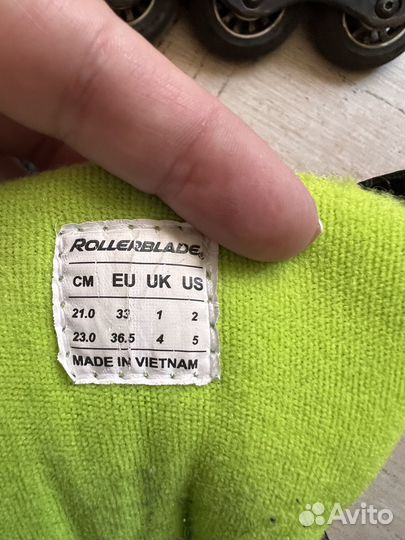 ROLLERBLADE®
CM EU UK US
21.0 33 1 2
23.0 36.5 4 5
MADE IN VIETNAM
Avito